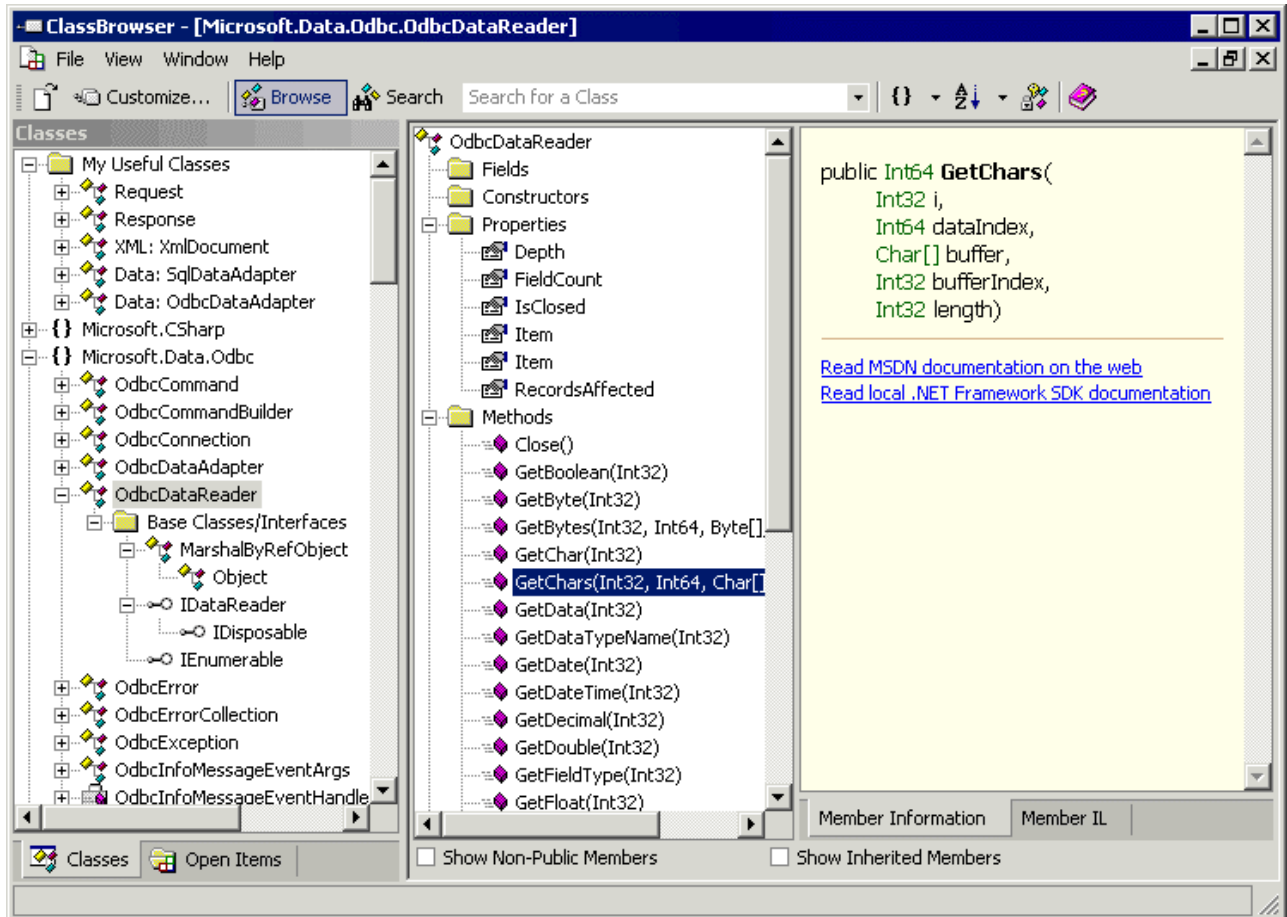 ClassBrowser - [Microsoft.Data.Odbc.OdbcDataReader]
File View Window Help
Customize... Browse Search Search for a Class {} A Z
Classes
My Useful Classes
Request
Response
XML: XmlDocument
Data: SqlDataAdapter
Data: OdbcDataAdapter
{} Microsoft.CSharp
{} Microsoft.Data.Odbc
OdbcCommand
OdbcCommandBuilder
OdbcConnection
OdbcDataAdapter
OdbcDataReader
Base Classes/Interfaces
MarshalByRefObject
Object
IDataReader
IDisposable
IEnumerable
OdbcError
OdbcErrorCollection
OdbcException
OdbcInfoMessageEventArgs
OdbcInfoMessageEventHandle
Classes Open Items
OdbcDataReader
Fields
Constructors
Properties
Depth
FieldCount
IsClosed
Item
Item
RecordsAffected
Methods
Close()
GetBoolean(Int32)
GetByte(Int32)
GetBytes(Int32, Int64, Byte[]
GetChar(Int32)
GetChars(Int32, Int64, Char[]
GetData(Int32)
GetDataTypeName(Int32)
GetDate(Int32)
GetDateTime(Int32)
GetDecimal(Int32)
GetDouble(Int32)
GetFieldType(Int32)
GetFloat(Int32)
Show Non-Public Members Show Inherited Members
public Int64 GetChars(
Int32 i,
Int64 dataIndex,
Char[] buffer,
Int32 bufferIndex,
Int32 length)
Read MSDN documentation on the web
Read local .NET Framework SDK documentation
Member Information Member IL